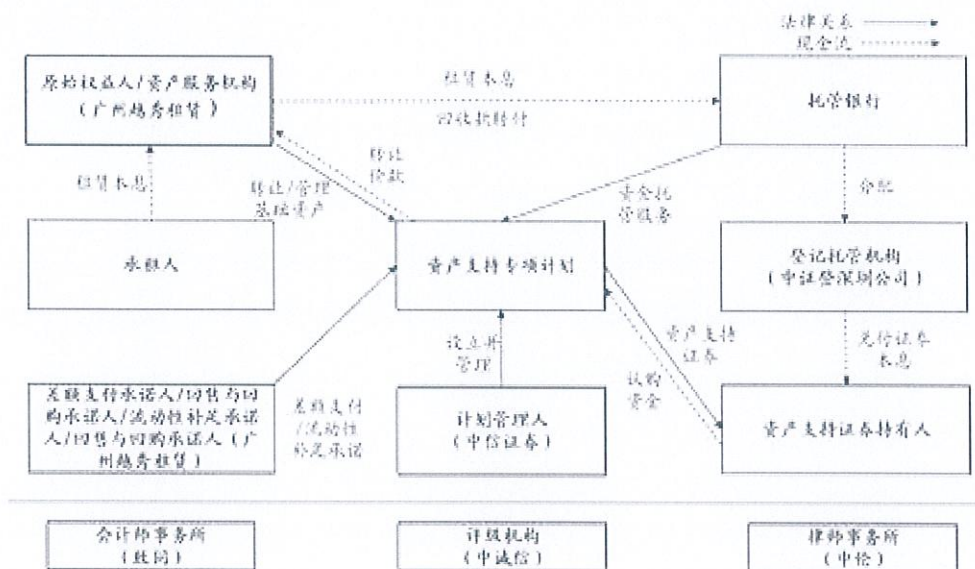 法律关系
现金流
原始权益人/资产服务机构
(广州越秀租赁)
租赁本息
回收款转付
托管银行
转让
价款
转让/管理
基础资产
资金托
管服务
分配
租赁本息
承租人
资产支持专项计划
登记托管机构
(中证登深圳公司)
设立并
管理
资产支持
证券
认购
资金
兑付证券
本息
差额支付承诺人/回售与回
购承诺人/流动性补足承诺
人/回售与回购承诺人(广
州越秀租赁)
差额支付
/流动性
补足承诺
计划管理人
(中信证券)
资产支持证券持有人
会计师事务所
评级机构
(中诚信)
律师事务所
(中伦)